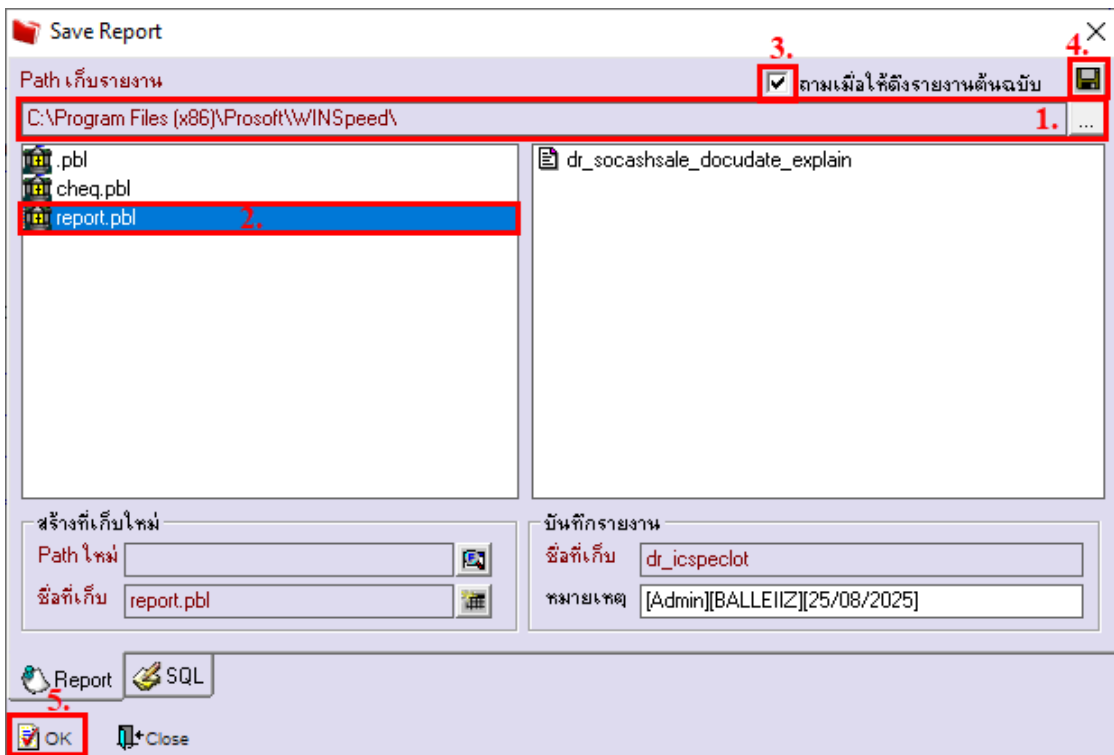 Save Report
3.
4.
Path เก็บรายงาน
ถามเมื่อให้ดึงรายงานต้นฉบับ
C:\Program Files (x86)\Prosoft\WINSpeed\
1.
...
.pbl
cheq.pbl
report.pbl
2.
dr_socashsale_docudate_explain
สร้างที่เก็บใหม่
Path ใหม่
ชื่อที่เก็บ report.pbl
บันทึกรายงาน
ชื่อที่เก็บ dr_icspeclot
หมายเหตุ [Admin][BALLEIIZ][25/08/2025]
Report SQL
5.
OK Close